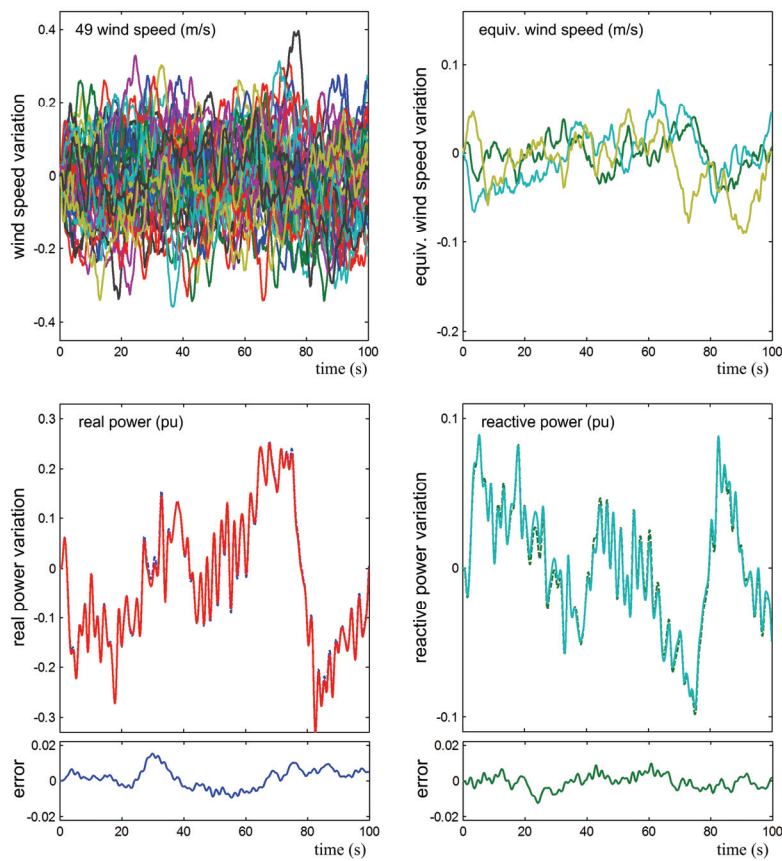 49 wind speed (m/s)
wind speed variation
0.4
0.2
0
-0.2
-0.4
0 20 40 60 80 100
time (s)
equiv. wind speed (m/s)
equiv. wind speed variation
0.1
0
-0.1
-0.2
0 20 40 60 80 100
time (s)
real power (pu)
real power variation
0.3
0.2
0.1
0
-0.1
-0.2
-0.3
error
0.02
0
-0.02
0 20 40 60 80 100
time (s)
reactive power (pu)
reactive power variation
0.1
0
-0.1
error
0.02
0
-0.02
0 20 40 60 80 100
time (s)